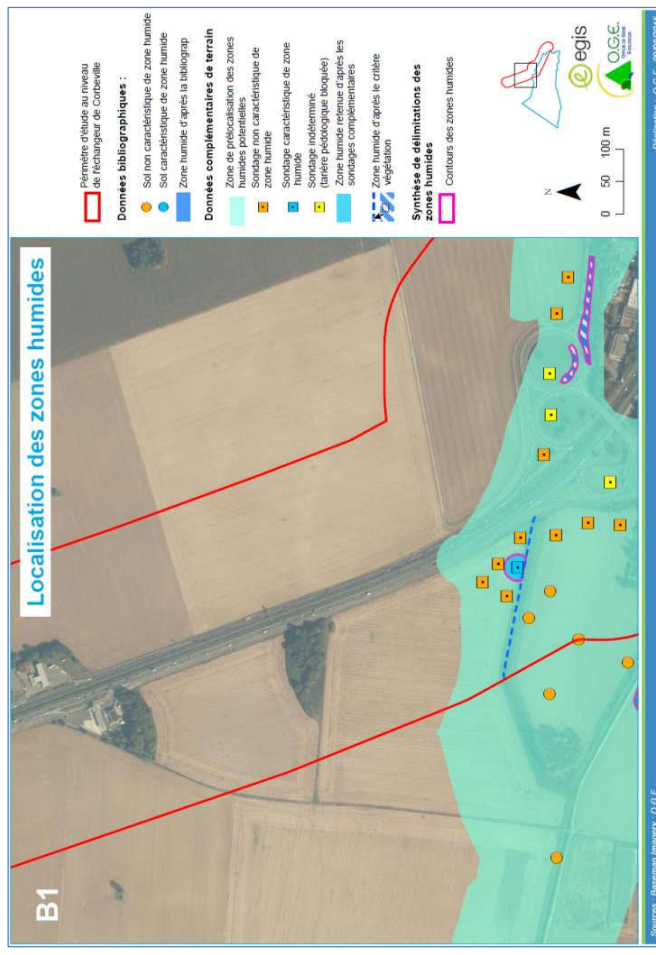 Localisation des zones humides
B1
Périmètre d'étude au niveau
de l'échangeur de Corbeville
Données bibliographiques :
Sol non caractéristique de zone humide
Sol caractéristique de zone humide
Zone humide d'après la bibliograp
Données complémentaires de terrain
Zone de prélocalisation des zones
humides potentielles
Sondage non caractéristique de
zone humide
Sondage caractéristique de zone
humide
Sondage indéterminé
(tarière pédologique bloquée)
Zone humide retenue d'après les
sondages complémentaires
Zone humide d'après le critère
végétation
Synthèse de délimitations des
zones humides
Contours des zones humides
N
0 50 100 m
egis
O.G.E.
Sources : Basemap Imagery, O.G.E.
Réalisation : O.G.E.